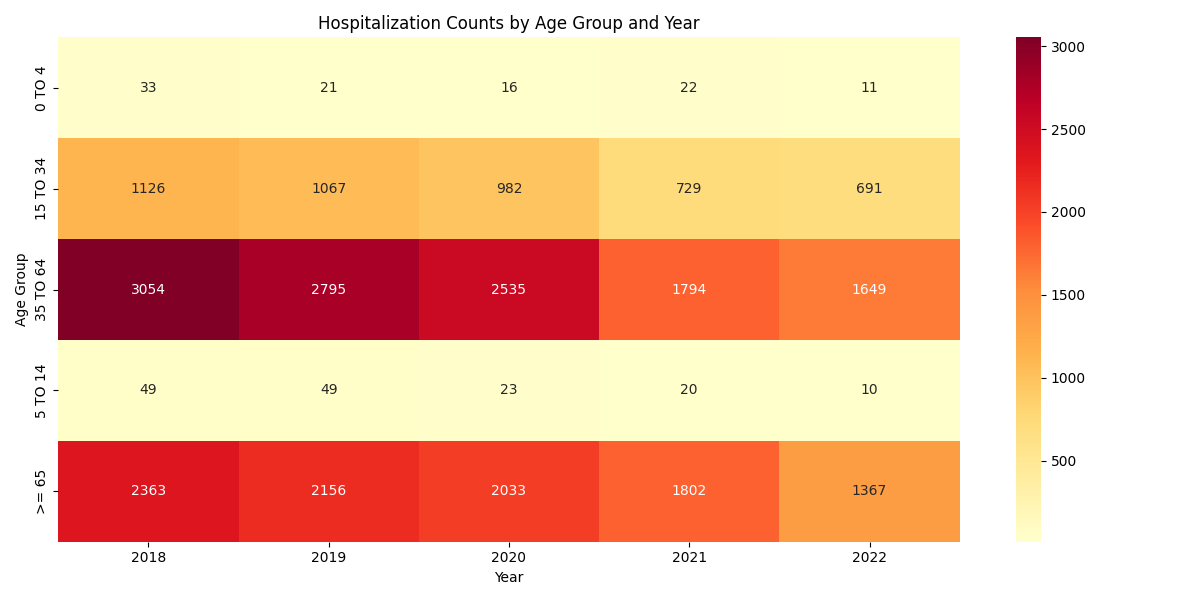 Hospitalization Counts by Age Group and Year
Age Group
0 TO 4
33 21 16 22 11
15 TO 34
1126 1067 982 729 691
35 TO 64
3054 2795 2535 1794 1649
5 TO 14
49 49 23 20 10
>= 65
2363 2156 2033 1802 1367
2018 2019 2020 2021 2022
Year
3000
2500
2000
1500
1000
500